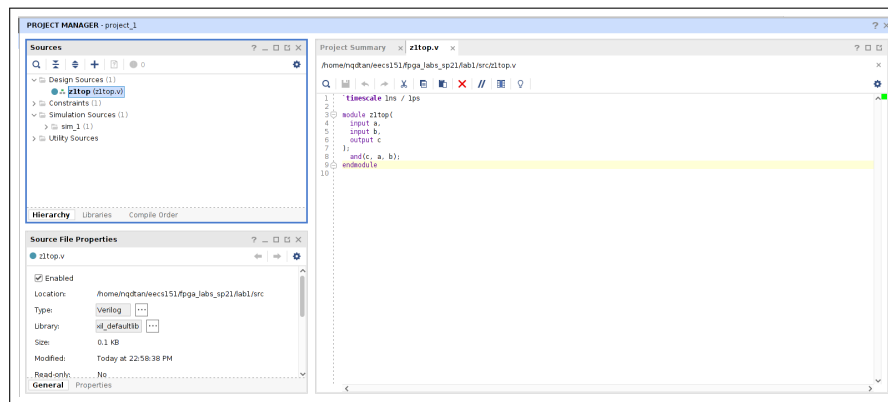 PROJECT MANAGER - project_1
Sources
0
Design Sources (1)
z1top (z1top.v)
Constraints
Simulation Sources (1)
sim_1 (1)
Utility Sources
Hierarchy Libraries Compile Order
Source File Properties
z1top.v
Enabled
Location: /home/nqdtan/eecs151/fpga_labs_sp21/lab1/src
Type: Verilog
Library: xil_defaultlib
Size: 0.1 KB
Modified: Today at 22:58:38 PM
Read-only: No
General Properties
Project Summary z1top.v
/home/nqdtan/eecs151/fpga_labs_sp21/lab1/src/z1top.v
1 `timescale 1ns / 1ps
2
3 module z1top(
4 input a,
5 input b,
6 output c
7 );
8 and(c, a, b);
9 endmodule
10